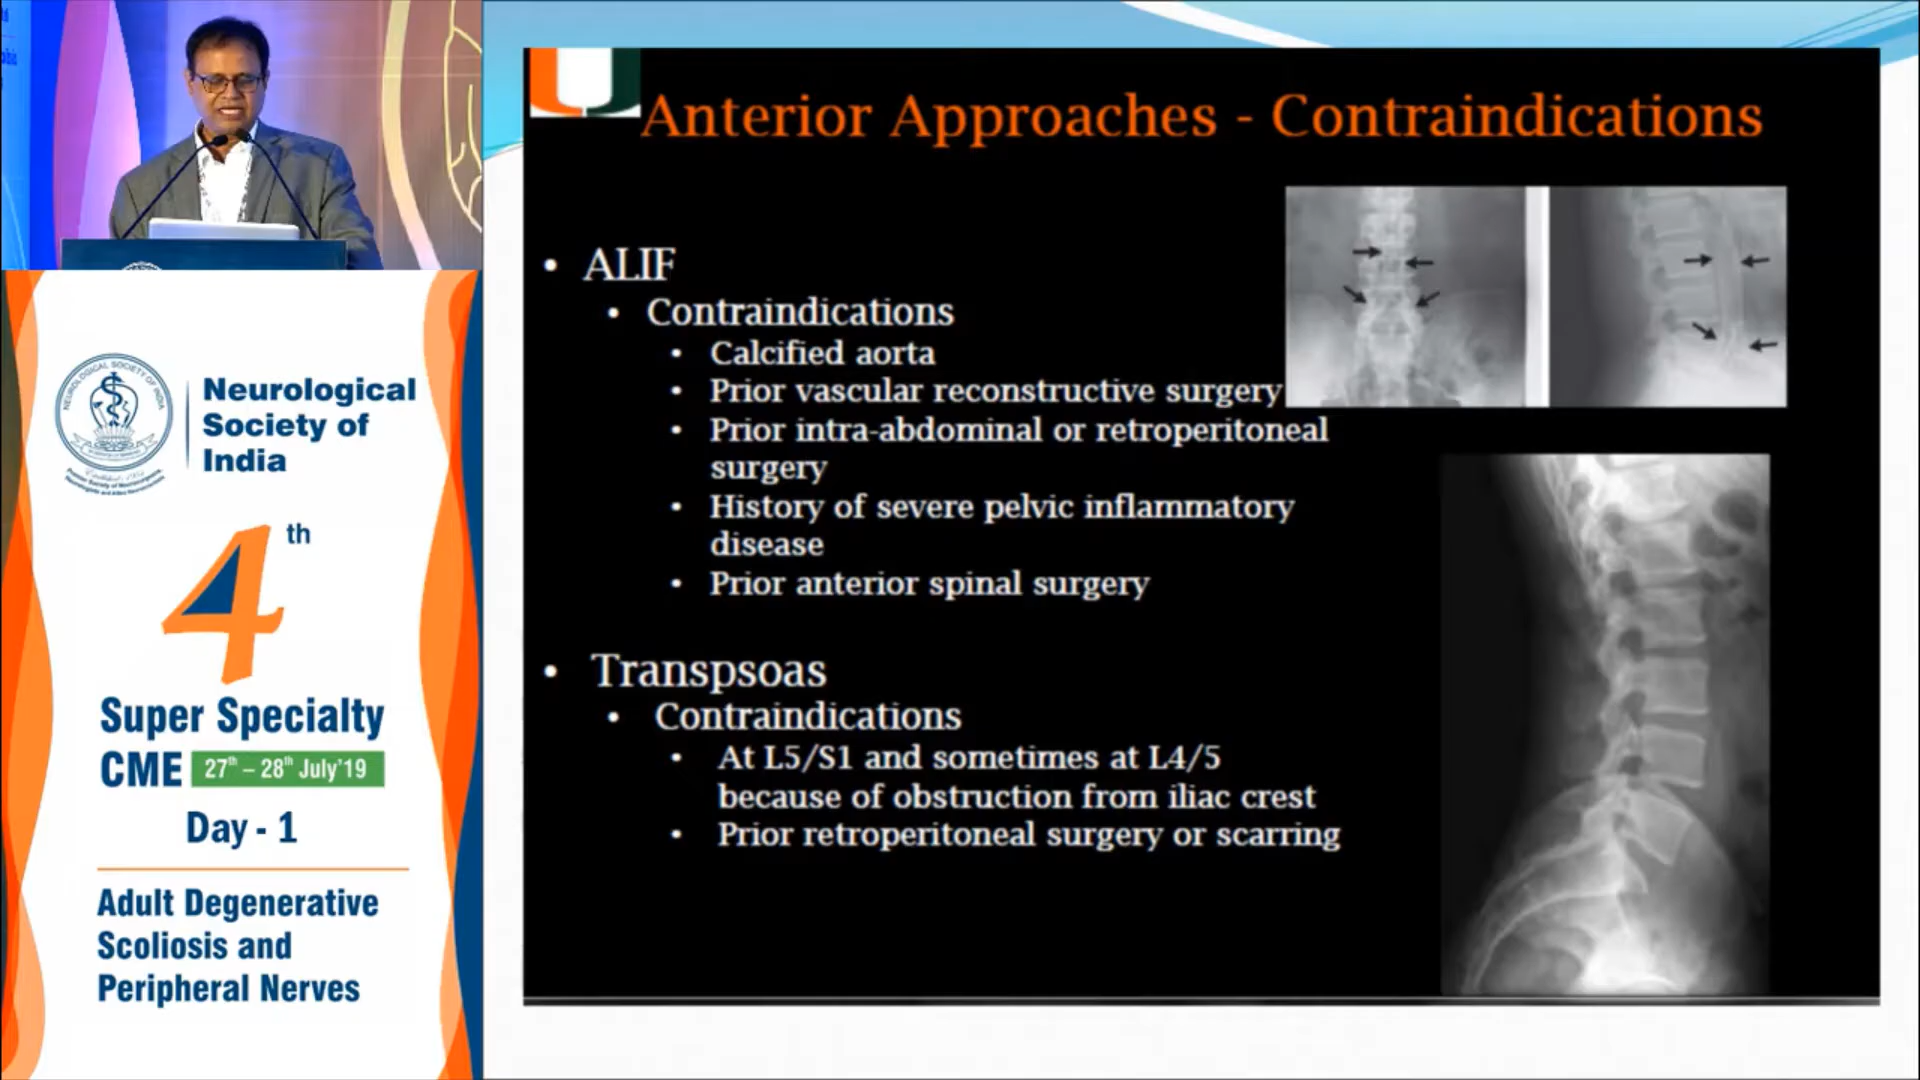 Neurological
Society of
India
4th
Super Specialty
CME 27th – 28th July'19
Day - 1
Adult Degenerative
Scoliosis and
Peripheral Nerves
Anterior Approaches - Contraindications
• ALIF
• Contraindications
• Calcified aorta
• Prior vascular reconstructive surgery
• Prior intra-abdominal or retroperitoneal
surgery
• History of severe pelvic inflammatory
disease
• Prior anterior spinal surgery
• Transpsoas
• Contraindications
• At L5/S1 and sometimes at L4/5
because of obstruction from iliac crest
• Prior retroperitoneal surgery or scarring